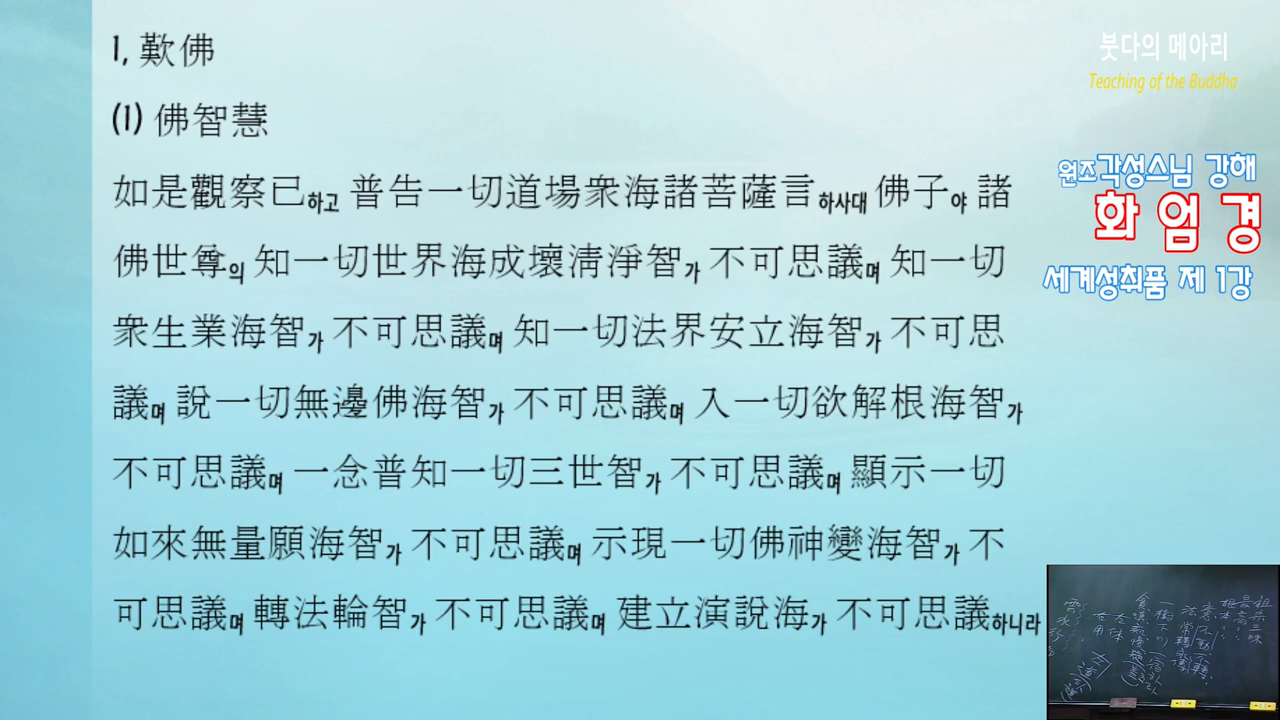 1, 歎佛
(1) 佛智慧
如是觀察已하고 普告一切道場衆海諸菩薩言하사대 佛子야 諸
佛世尊의 知一切世界海成壞淸淨智가 不可思議며 知一切
衆生業海智가 不可思議며 知一切法界安立海智가 不可思
議며 說一切無邊佛海智가 不可思議며 入一切欲解根海智가
不可思議며 一念普知一切三世智가 不可思議며 顯示一切
如來無量願海智가 不可思議며 示現一切佛神變海智가 不
可思議며 轉法輪智가 不可思議며 建立演說海가 不可思議하니라
붓다의 메아리
Teaching of the Buddha
원조각성스님 강해
화엄경
세계성취품 제 1강